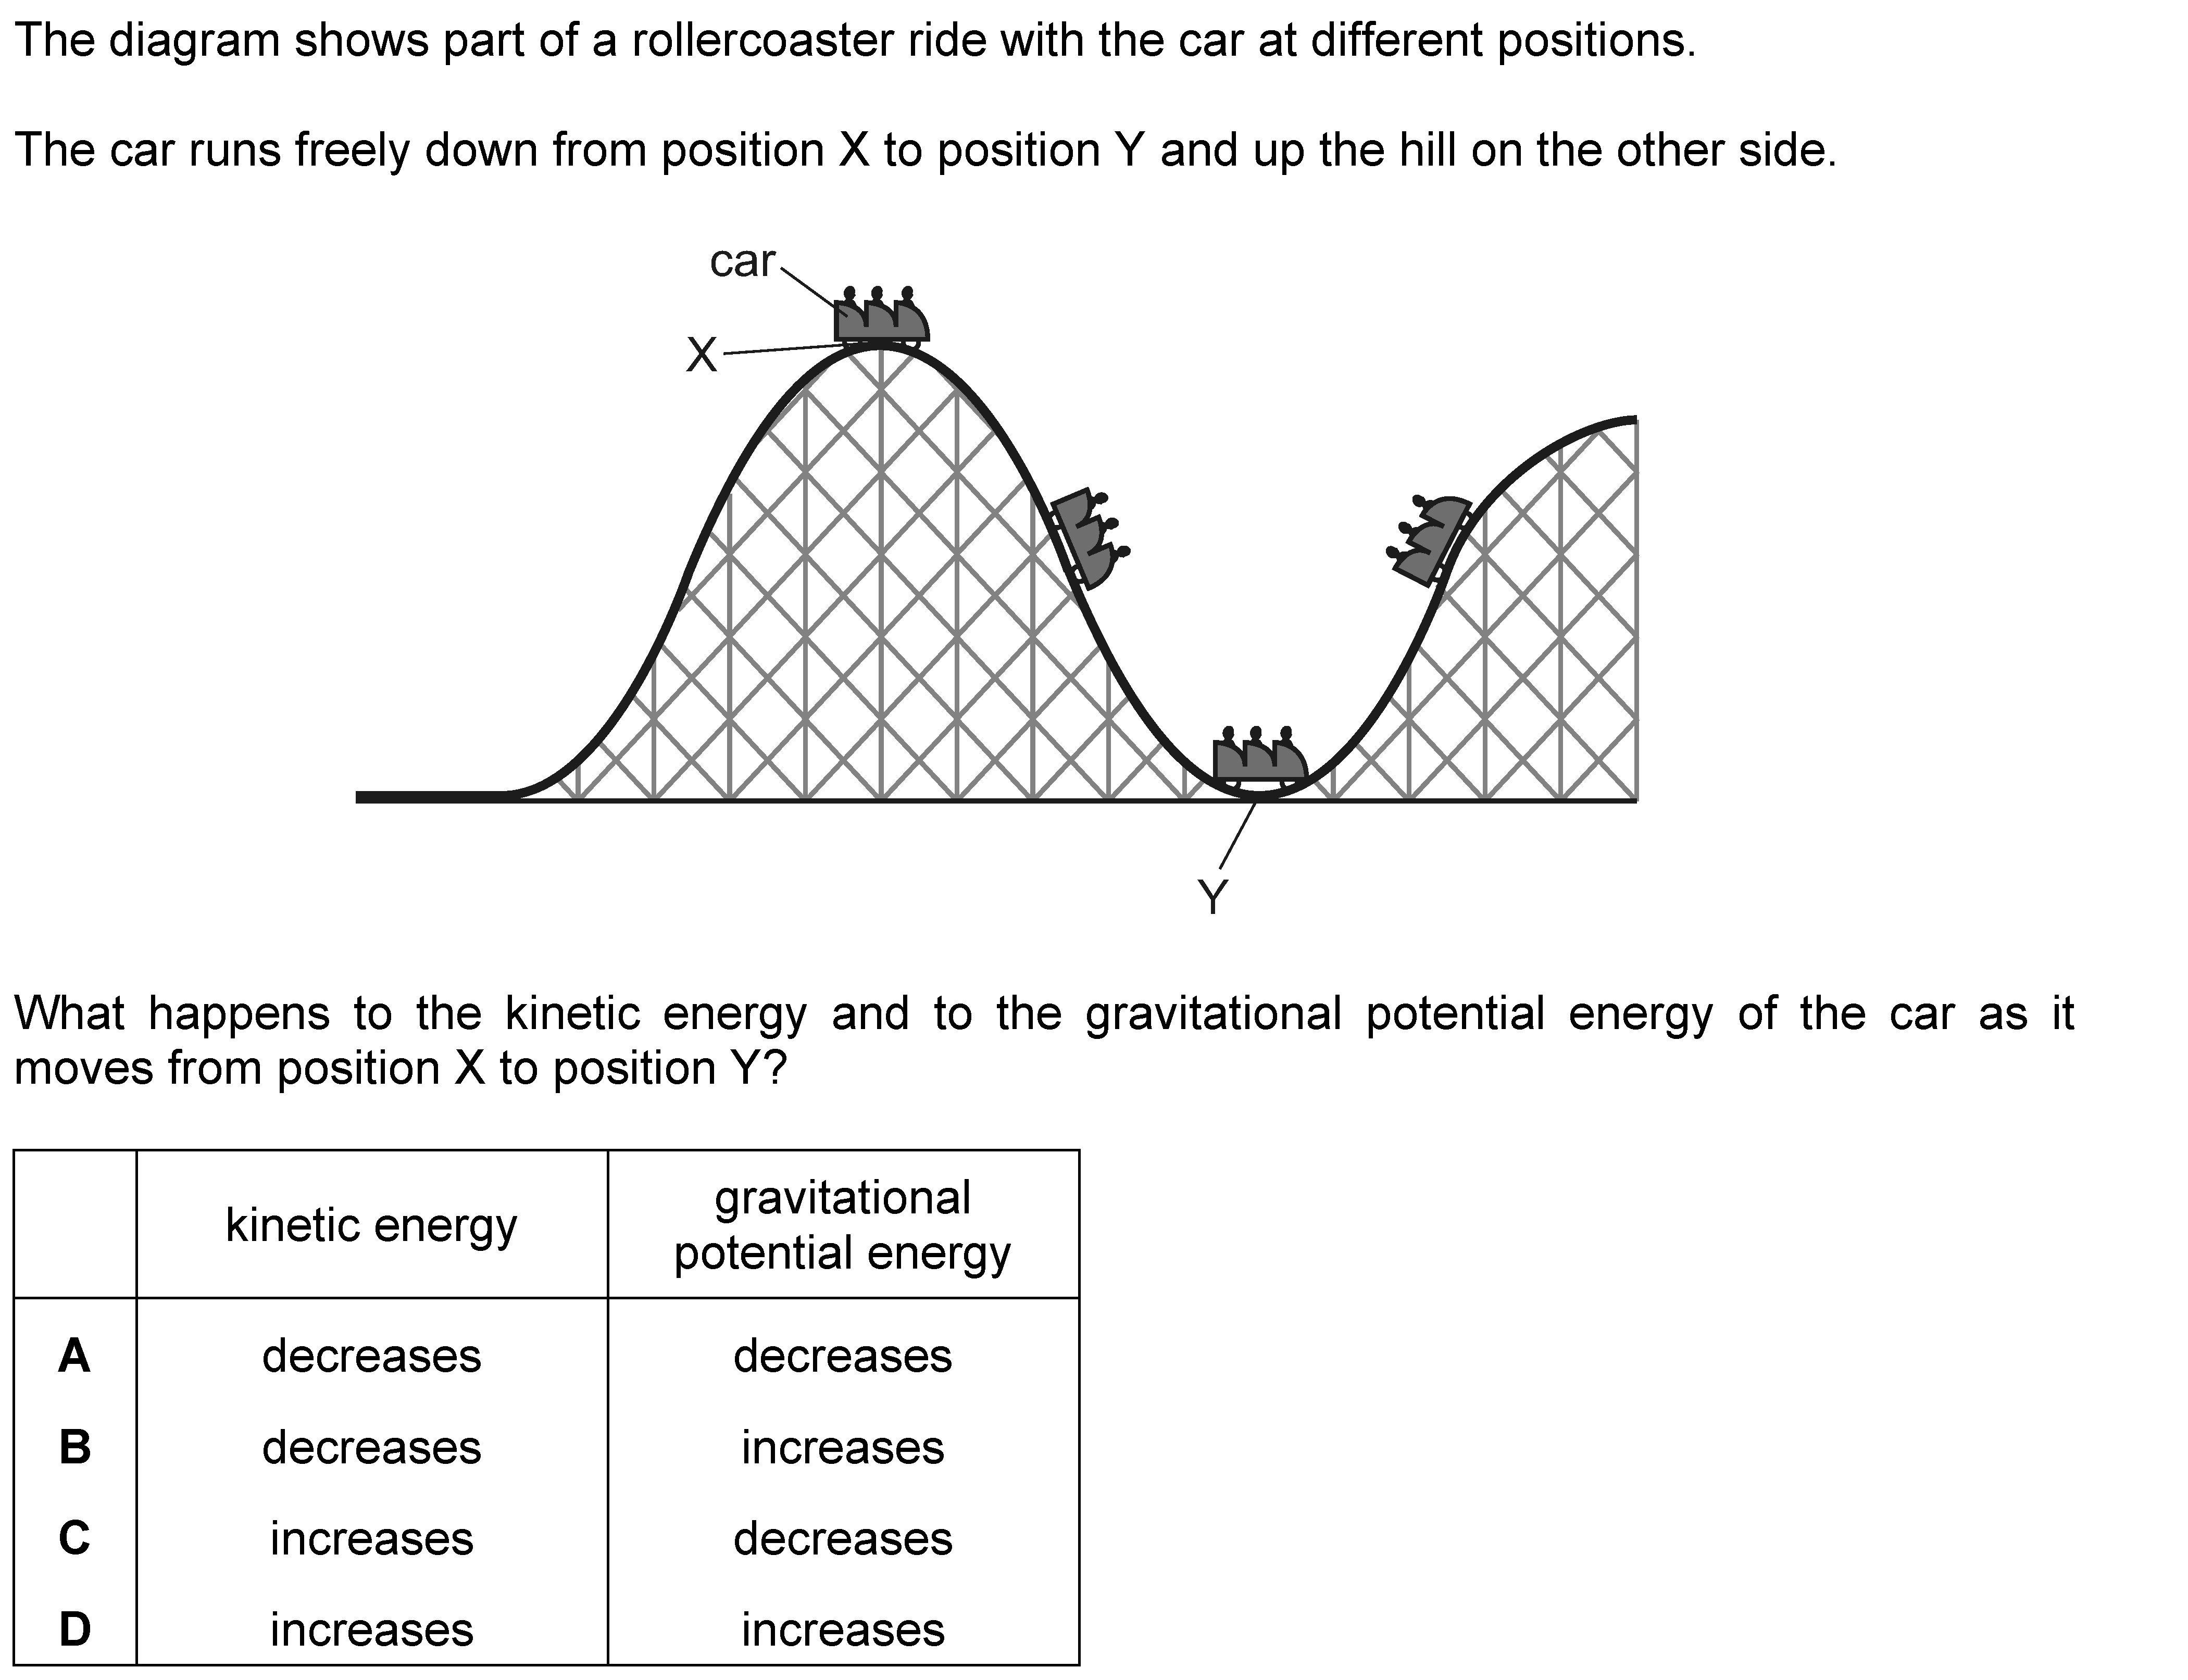 The diagram shows part of a rollercoaster ride with the car at different positions.
The car runs freely down from position X to position Y and up the hill on the other side.
car
X
Y
What happens to the kinetic energy and to the gravitational potential energy of the car as it
moves from position X to position Y?
kinetic energy gravitational potential energy
A decreases decreases
B decreases increases
C increases decreases
D increases increases